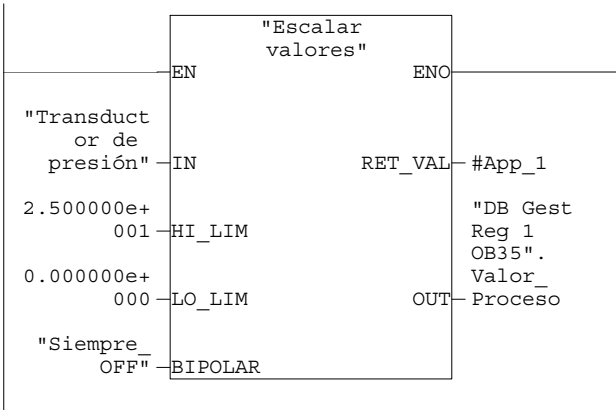 "Escalar
valores"
EN ENO
"Transduct
or de
presión" IN RET_VAL #App_1
2.500000e+ "DB Gest
001 HI_LIM Reg 1
OB35".
0.000000e+ Valor_
000 LO_LIM OUT Proceso
"Siempre_
OFF" BIPOLAR